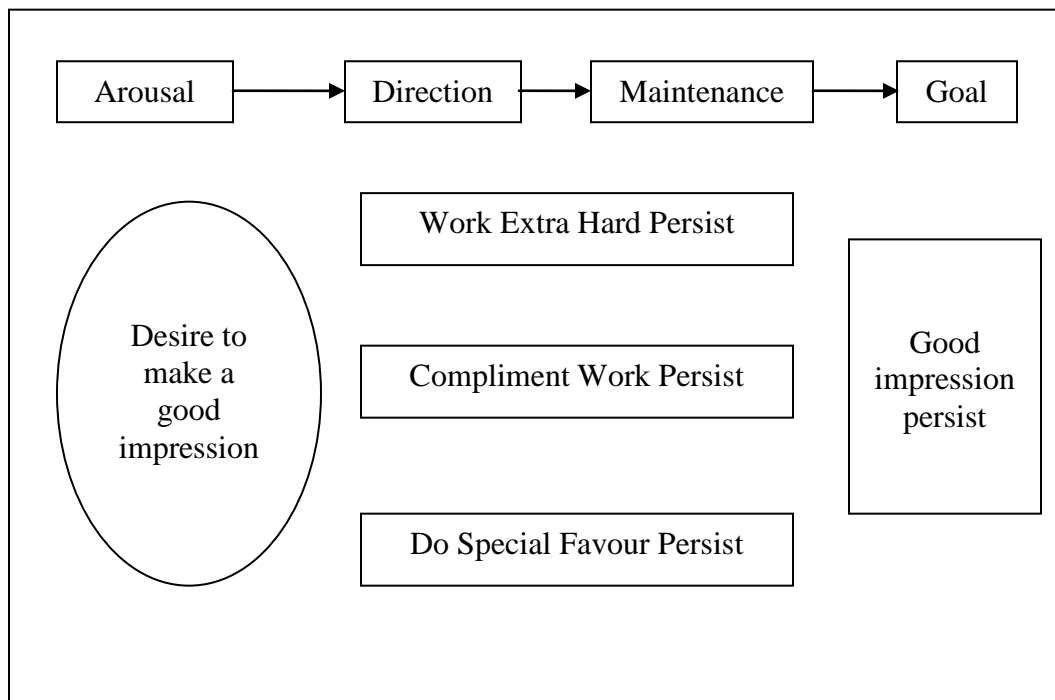 Arousal
Direction
Maintenance
Goal
Work Extra Hard Persist
Desire to
make a
good
impression
Compliment Work Persist
Good
impression
persist
Do Special Favour Persist